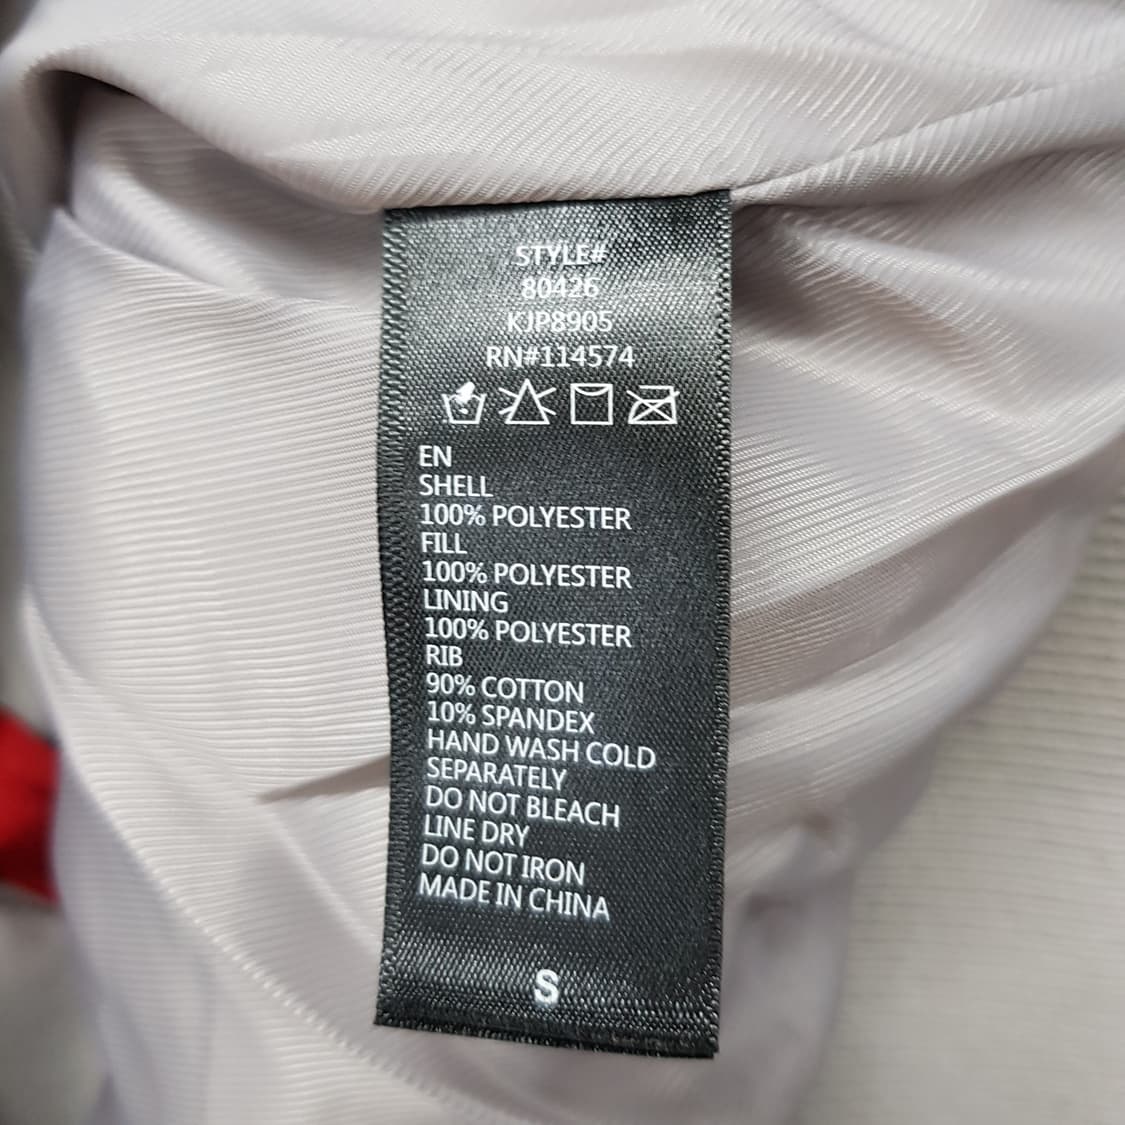 STYLE#
80426
KJP8905
RN#114574
EN
SHELL
100% POLYESTER
FILL
100% POLYESTER
LINING
100% POLYESTER
RIB
90% COTTON
10% SPANDEX
HAND WASH COLD
SEPARATELY
DO NOT BLEACH
LINE DRY
DO NOT IRON
MADE IN CHINA
S